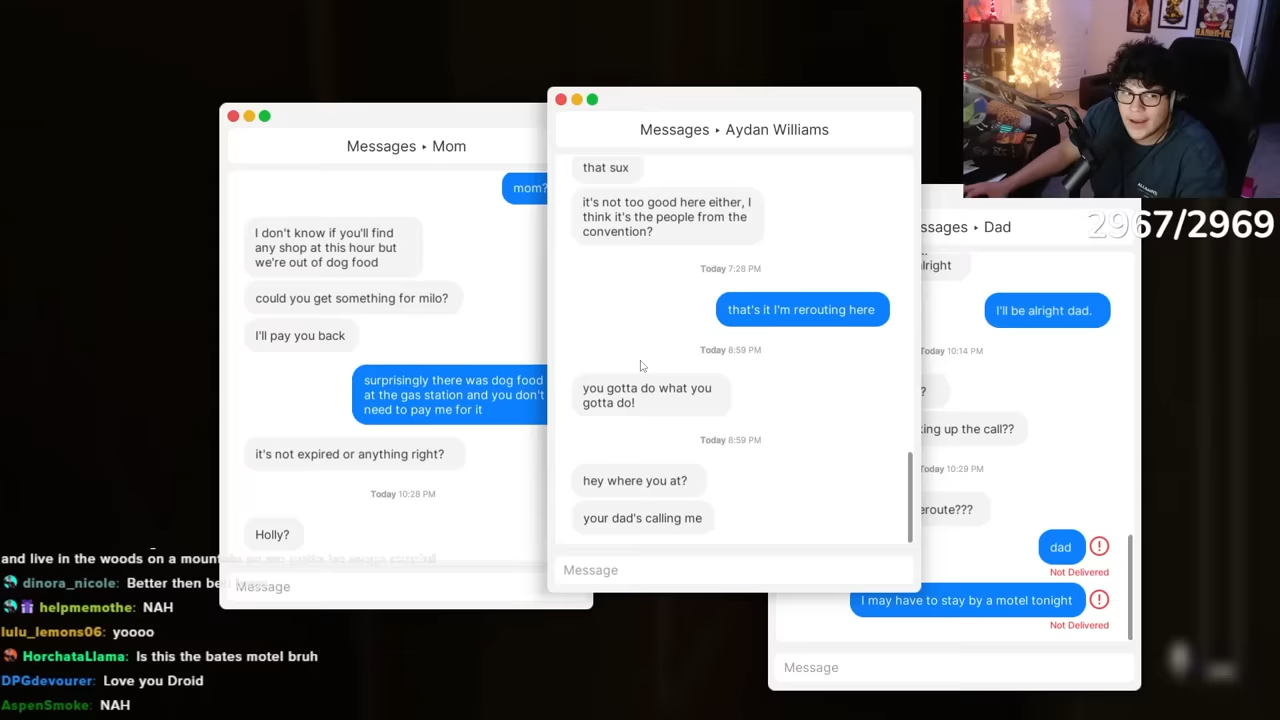 Messages ▸ Mom
mom?
I don't know if you'll find
any shop at this hour but
we're out of dog food
could you get something for milo?
I'll pay you back
surprisingly there was dog food
at the gas station and you don't
need to pay me for it
it's not expired or anything right?
Today 10:28 PM
Holly?
Message
Messages ▸ Aydan Williams
that sux
it's not too good here either, I
think it's the people from the
convention?
Today 7:28 PM
that's it I'm rerouting here
Today 8:59 PM
you gotta do what you
gotta do!
Today 8:59 PM
hey where you at?
your dad's calling me
Message
2967/2969
ssages ▸ Dad
lright
I'll be alright dad.
Today 10:14 PM
?
ing up the call??
Today 10:29 PM
eroute???
dad
Not Delivered
I may have to stay by a motel tonight
Not Delivered
Message
and live in the woods on a mount
dinora_nicole: Better then be
helpmemothe: NAH
lulu_lemons06: yoooo
HorchataLlama: Is this the bates motel bruh
DPGdevourer: Love you Droid
AspenSmoke: NAH